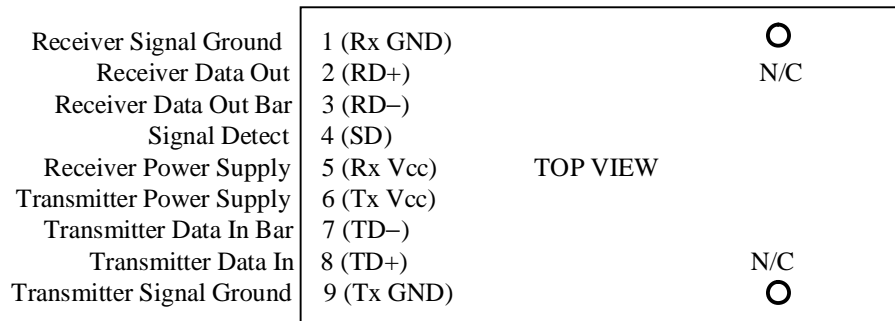 Receiver Signal Ground 1 (Rx GND)
Receiver Data Out 2 (RD+) N/C
Receiver Data Out Bar 3 (RD−)
Signal Detect 4 (SD)
Receiver Power Supply 5 (Rx Vcc) TOP VIEW
Transmitter Power Supply 6 (Tx Vcc)
Transmitter Data In Bar 7 (TD−)
Transmitter Data In 8 (TD+) N/C
Transmitter Signal Ground 9 (Tx GND)